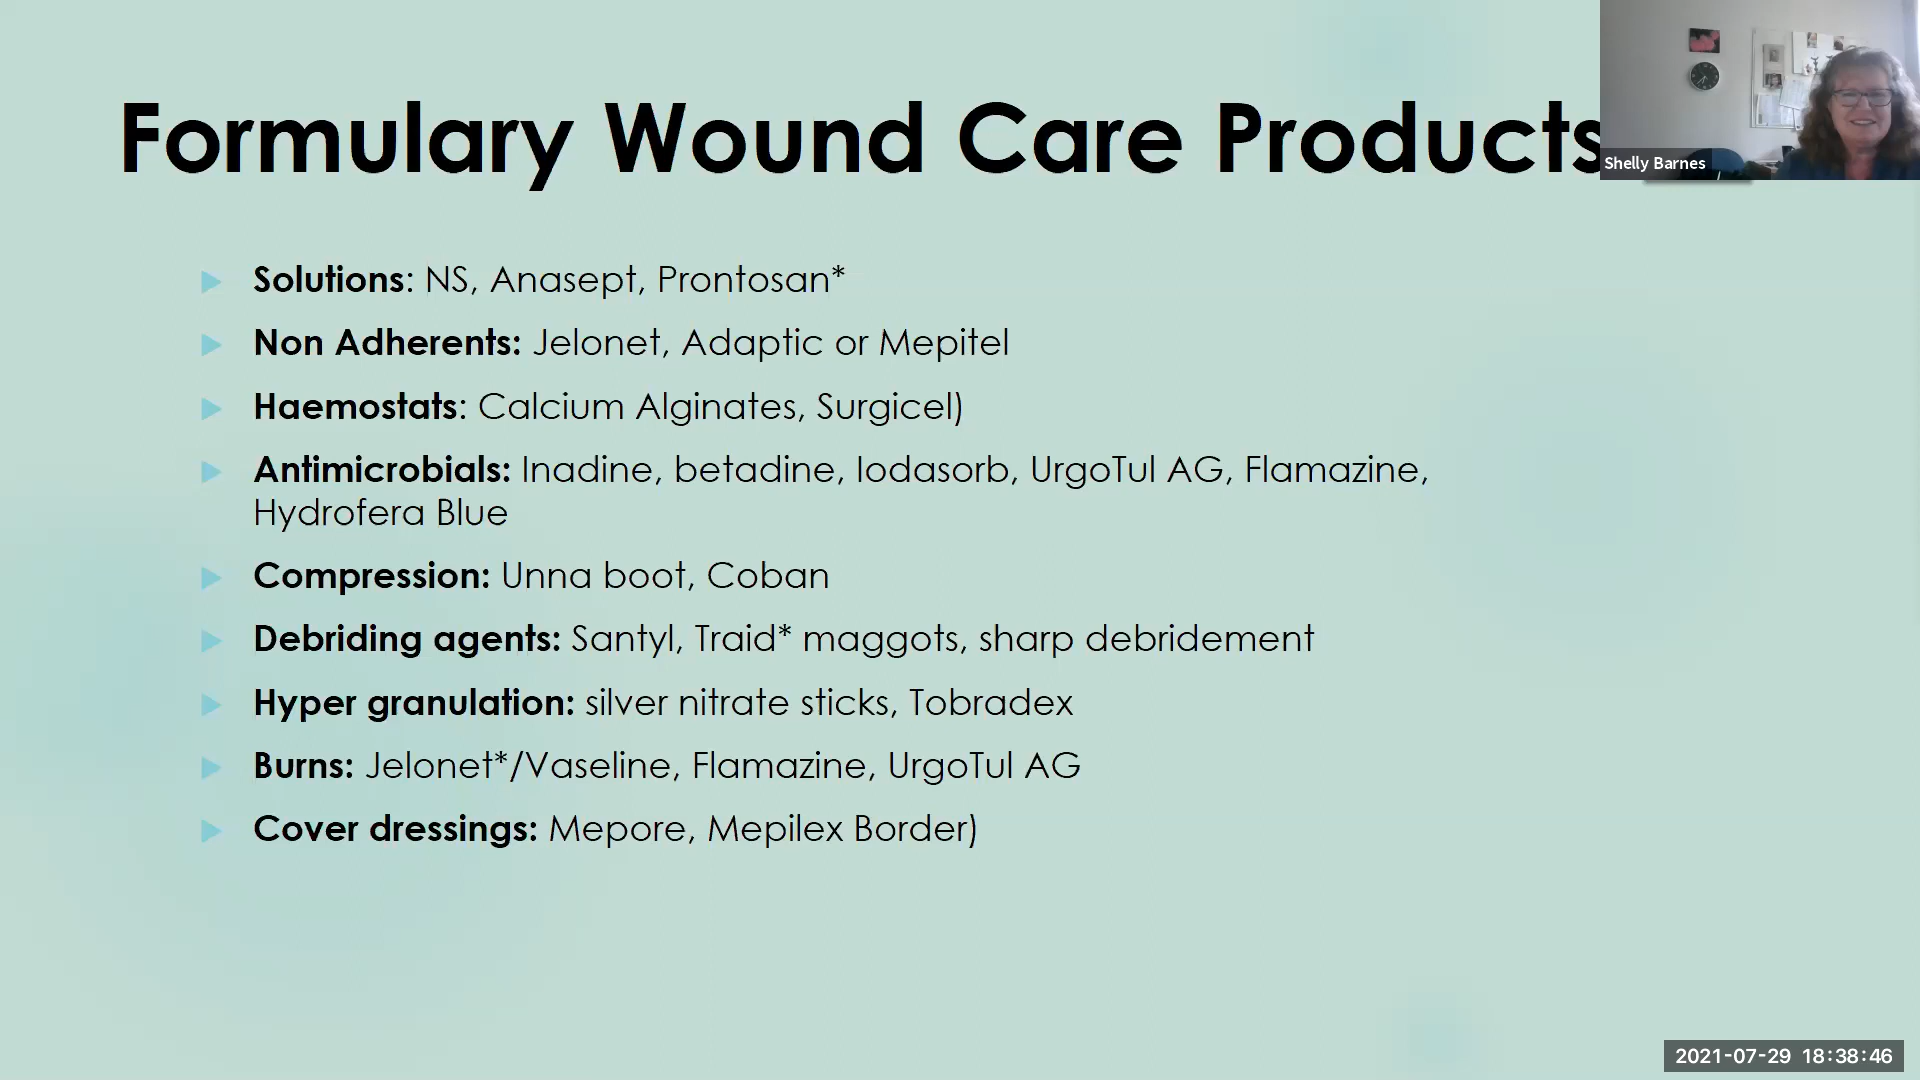 Formulary Wound Care Products
Shelly Barnes
Solutions: NS, Anasept, Prontosan*
Non Adherents: Jelonet, Adaptic or Mepitel
Haemostats: Calcium Alginates, Surgicel)
Antimicrobials: Inadine, betadine, Iodasorb, UrgoTul AG, Flamazine,
Hydrofera Blue
Compression: Unna boot, Coban
Debriding agents: Santyl, Traid* maggots, sharp debridement
Hyper granulation: silver nitrate sticks, Tobradex
Burns: Jelonet*/Vaseline, Flamazine, UrgoTul AG
Cover dressings: Mepore, Mepilex Border)
2021-07-29 18:38:46